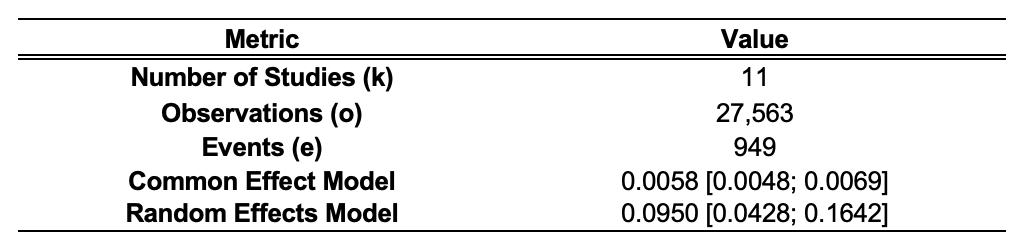 Metric Value
Number of Studies (k) 11
Observations (o) 27,563
Events (e) 949
Common Effect Model 0.0058 [0.0048; 0.0069]
Random Effects Model 0.0950 [0.0428; 0.1642]